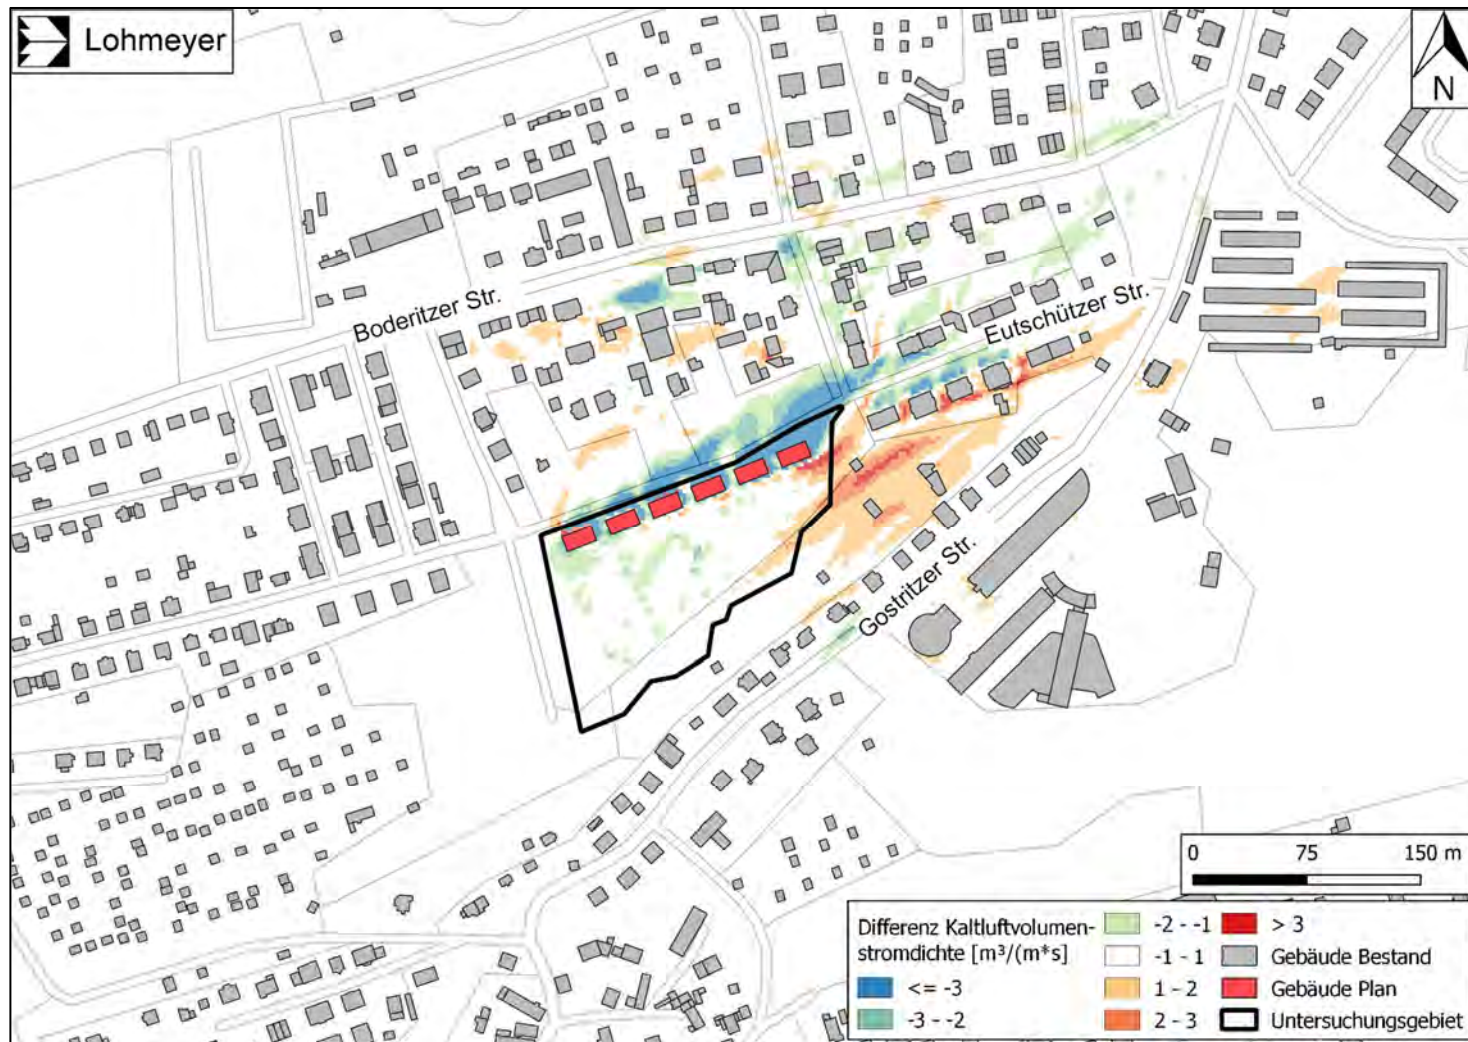 Lohmeyer
N
Boderitzer Str.
Eutschützer Str.
Gostritzer Str.
0 75 150 m
Differenz Kaltluftvolumen-
stromdichte [m³/(m*s]
<= -3
-3 - -2
-2 - -1
-1 - 1
1 - 2
2 - 3
> 3
Gebäude Bestand
Gebäude Plan
Untersuchungsgebiet